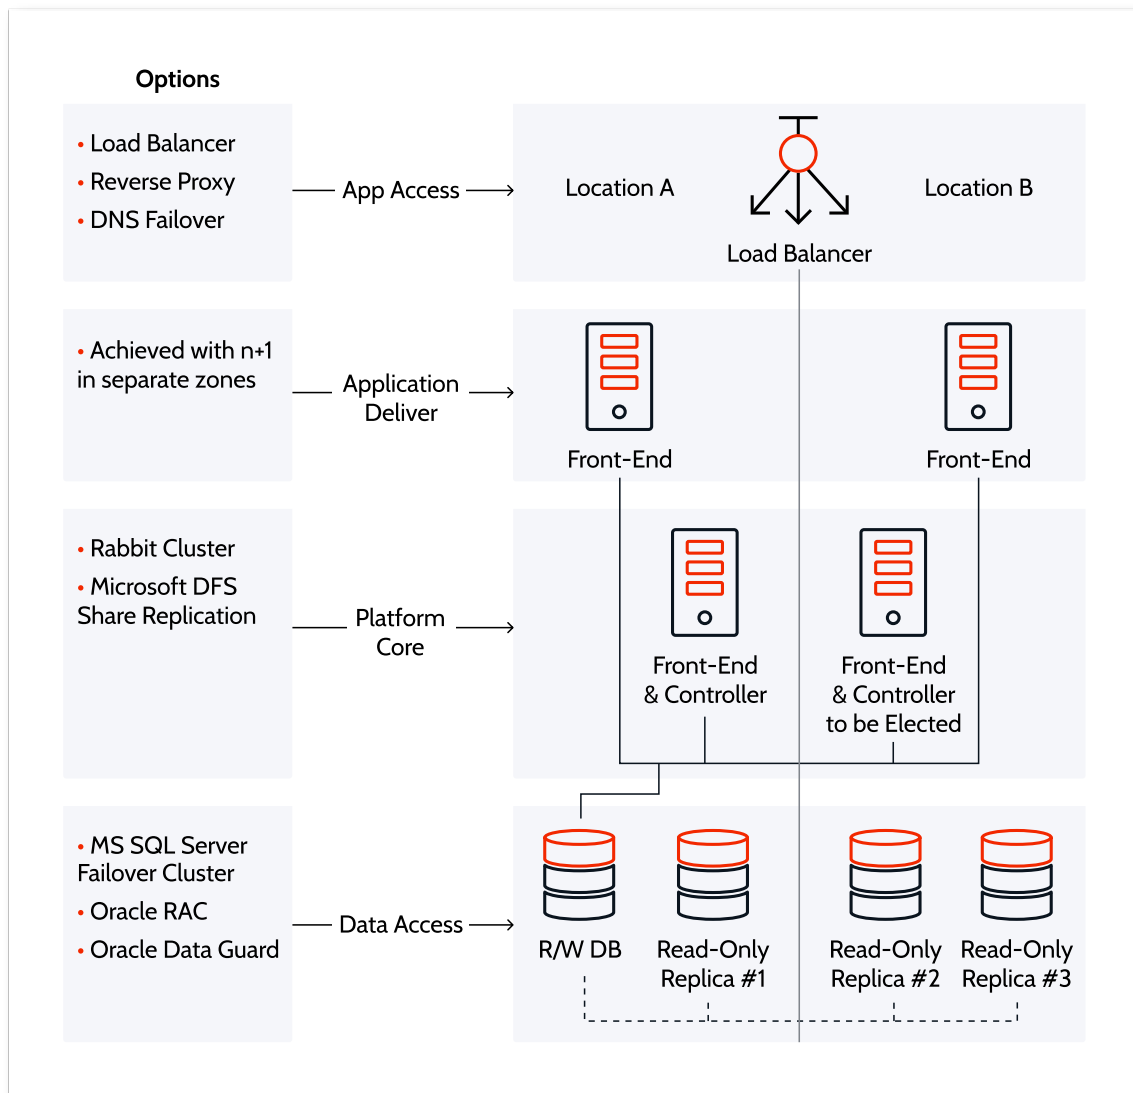 Options
• Load Balancer
• Reverse Proxy
• DNS Failover
App Access
Location A
Location B
Load Balancer
• Achieved with n+1
in separate zones
Application
Deliver
Front-End
Front-End
• Rabbit Cluster
• Microsoft DFS
Share Replication
Platform
Core
Front-End
& Controller
Front-End
& Controller
to be Elected
• MS SQL Server
Failover Cluster
• Oracle RAC
• Oracle Data Guard
Data Access
R/W DB
Read-Only
Replica #1
Read-Only
Replica #2
Read-Only
Replica #3